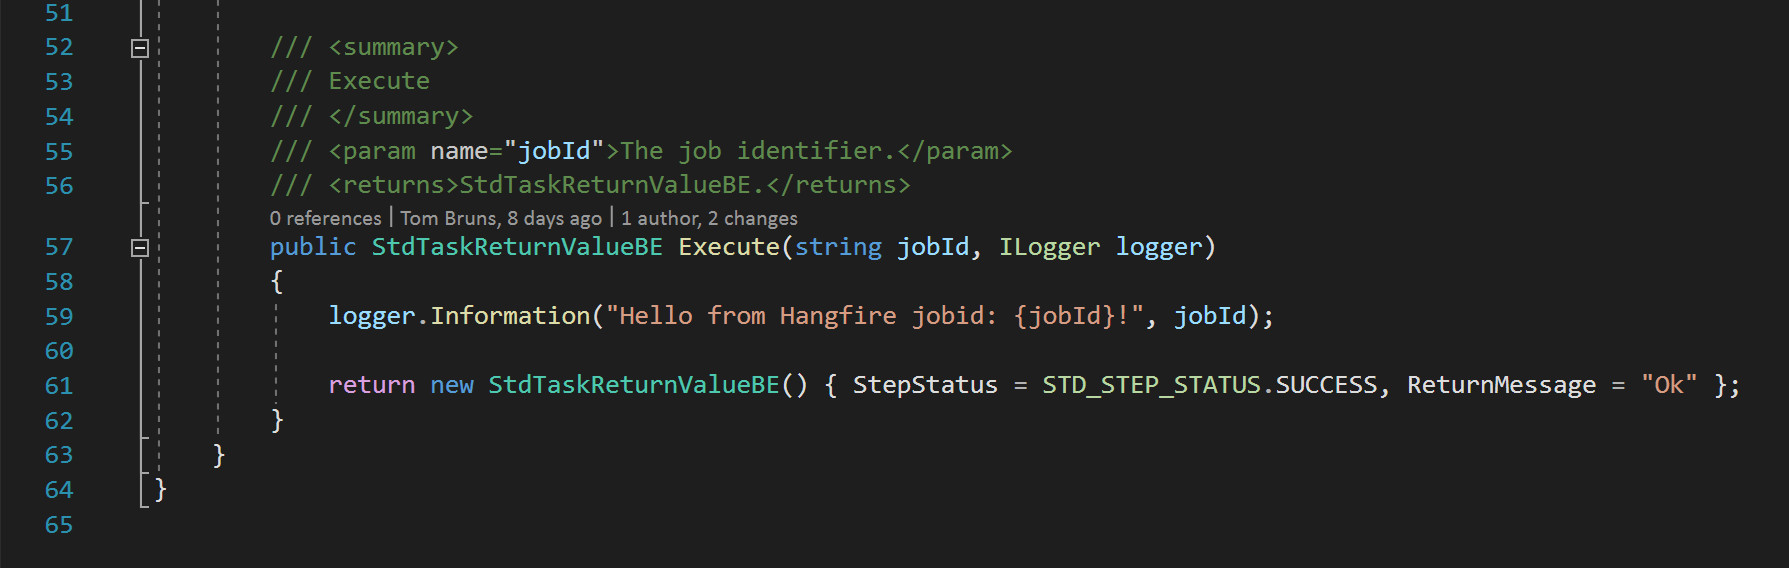 51
52 /// <summary>
53 /// Execute
54 /// </summary>
55 /// <param name="jobId">The job identifier.</param>
56 /// <returns>StdTaskReturnValueBE.</returns>
0 references | Tom Bruns, 8 days ago | 1 author, 2 changes
57 public StdTaskReturnValueBE Execute(string jobId, ILogger logger)
58 {
59 logger.Information("Hello from Hangfire jobid: {jobId}!", jobId);
60
61 return new StdTaskReturnValueBE() { StepStatus = STD_STEP_STATUS.SUCCESS, ReturnMessage = "Ok" };
62 }
63 }
64 }
65